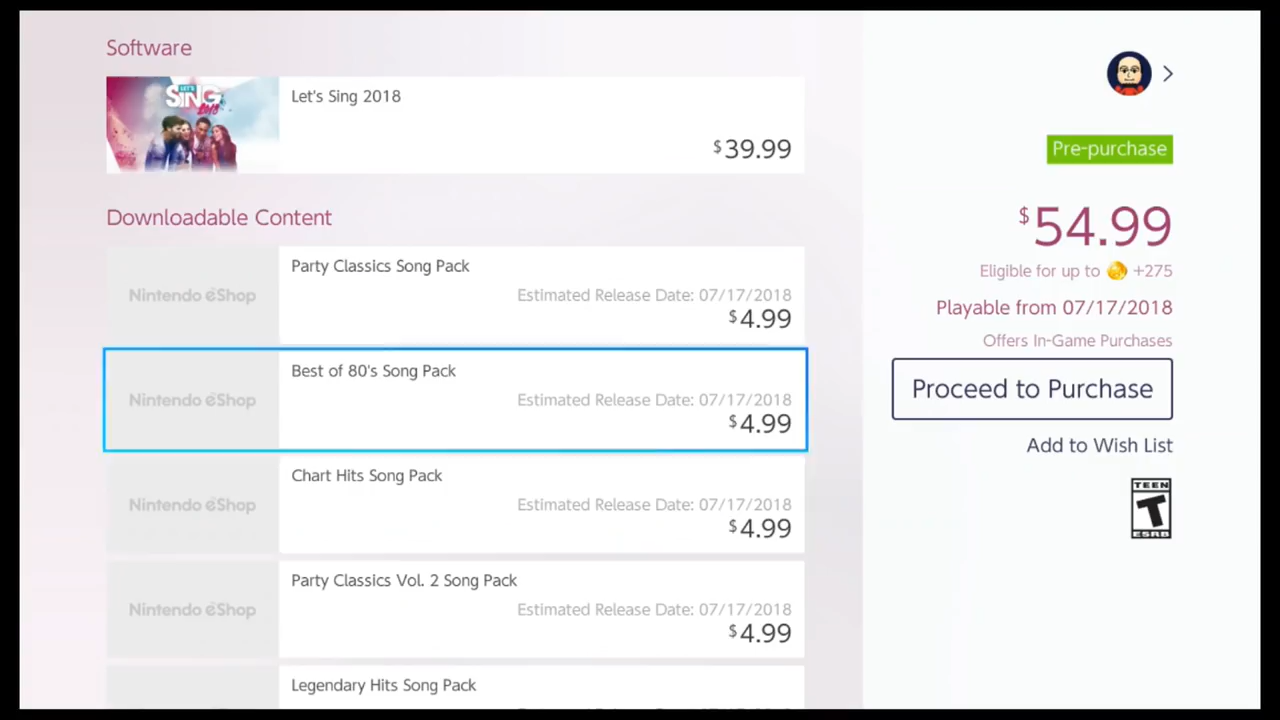 Software
LET'S
SING
2018
Let's Sing 2018
$39.99
Pre-purchase
$54.99
Eligible for up to +275
Playable from 07/17/2018
Offers In-Game Purchases
Proceed to Purchase
Add to Wish List
TEEN
T
ESRB
Downloadable Content
Nintendo eShop
Party Classics Song Pack
Estimated Release Date: 07/17/2018
$4.99
Nintendo eShop
Best of 80's Song Pack
Estimated Release Date: 07/17/2018
$4.99
Nintendo eShop
Chart Hits Song Pack
Estimated Release Date: 07/17/2018
$4.99
Nintendo eShop
Party Classics Vol. 2 Song Pack
Estimated Release Date: 07/17/2018
$4.99
Legendary Hits Song Pack